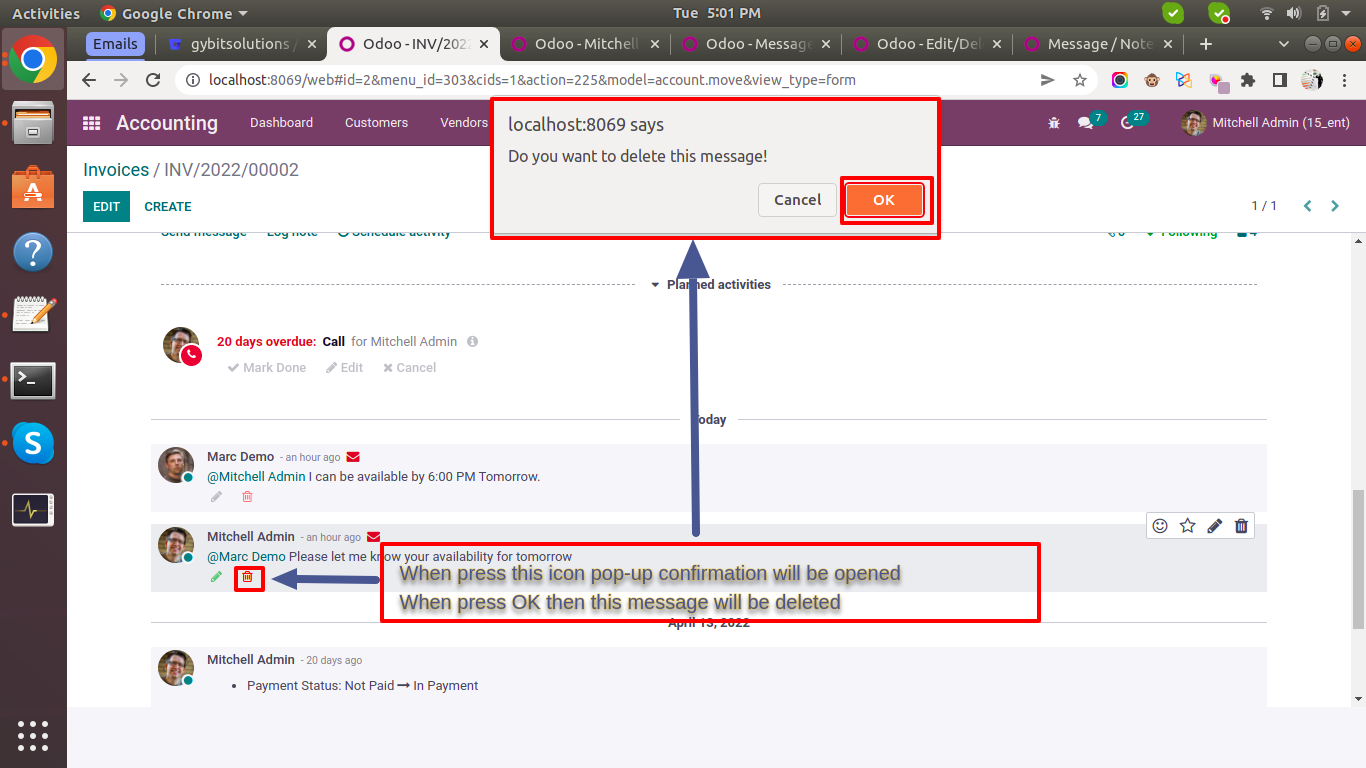 Activities
Google Chrome
Tue 5:01 PM
Emails
gybitsolutions /
Odoo - INV/202
Odoo - Mitchell
Odoo - Message
Odoo - Edit/Del
Message / Note
localhost:8069/web#id=2&menu_id=303&cids=1&action=225&model=account.move&view_type=form
Accounting
Dashboard
Customers
Vendors
7
27
Mitchell Admin (15_ent)
localhost:8069 says
Do you want to delete this message!
Cancel
OK
Invoices / INV/2022/00002
EDIT
CREATE
1 / 1
Send message
Log note
Schedule activity
Following
4
Planned activities
20 days overdue: Call for Mitchell Admin
Mark Done
Edit
Cancel
Today
Marc Demo - an hour ago
@Mitchell Admin I can be available by 6:00 PM Tomorrow.
Mitchell Admin - an hour ago
@Marc Demo Please let me know your availability for tomorrow
When press this icon pop-up confirmation will be opened
When press OK then this message will be deleted
April 13, 2022
Mitchell Admin - 20 days ago
Payment Status: Not Paid → In Payment